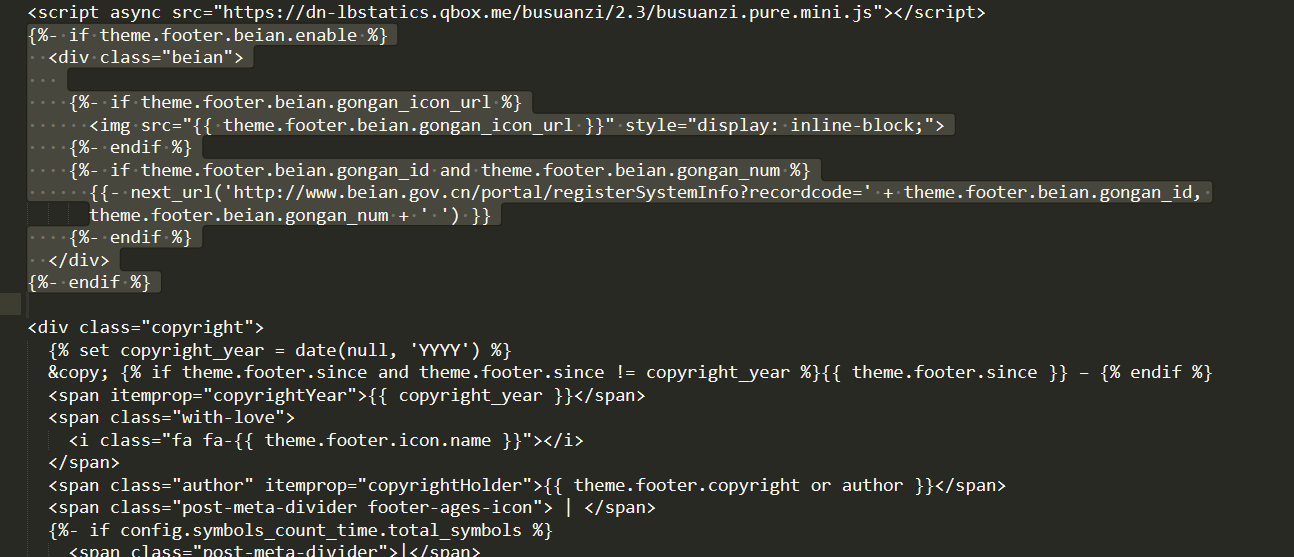 <script async src="https://dn-lbstatics.qbox.me/busuanzi/2.3/busuanzi.pure.mini.js"></script>
{%- if theme.footer.beian.enable %}
  <div class="beian">

    {%- if theme.footer.beian.gongan_icon_url %}
      <img src="{{ theme.footer.beian.gongan_icon_url }}" style="display: inline-block;">
    {%- endif %}
    {%- if theme.footer.beian.gongan_id and theme.footer.beian.gongan_num %}
      {{- next_url('http://www.beian.gov.cn/portal/registerSystemInfo?recordcode=' + theme.footer.beian.gongan_id,
      theme.footer.beian.gongan_num + ' ') }}
    {%- endif %}
  </div>
{%- endif %}

<div class="copyright">
  {% set copyright_year = date(null, 'YYYY') %}
  &copy; {% if theme.footer.since and theme.footer.since != copyright_year %}{{ theme.footer.since }} – {% endif %}
  <span itemprop="copyrightYear">{{ copyright_year }}</span>
  <span class="with-love">
    <i class="fa fa-{{ theme.footer.icon.name }}"></i>
  </span>
  <span class="author" itemprop="copyrightHolder">{{ theme.footer.copyright or author }}</span>
  <span class="post-meta-divider footer-ages-icon"> | </span>
  {%- if config.symbols_count_time.total_symbols %}
    <span class="post-meta-divider">|</span>